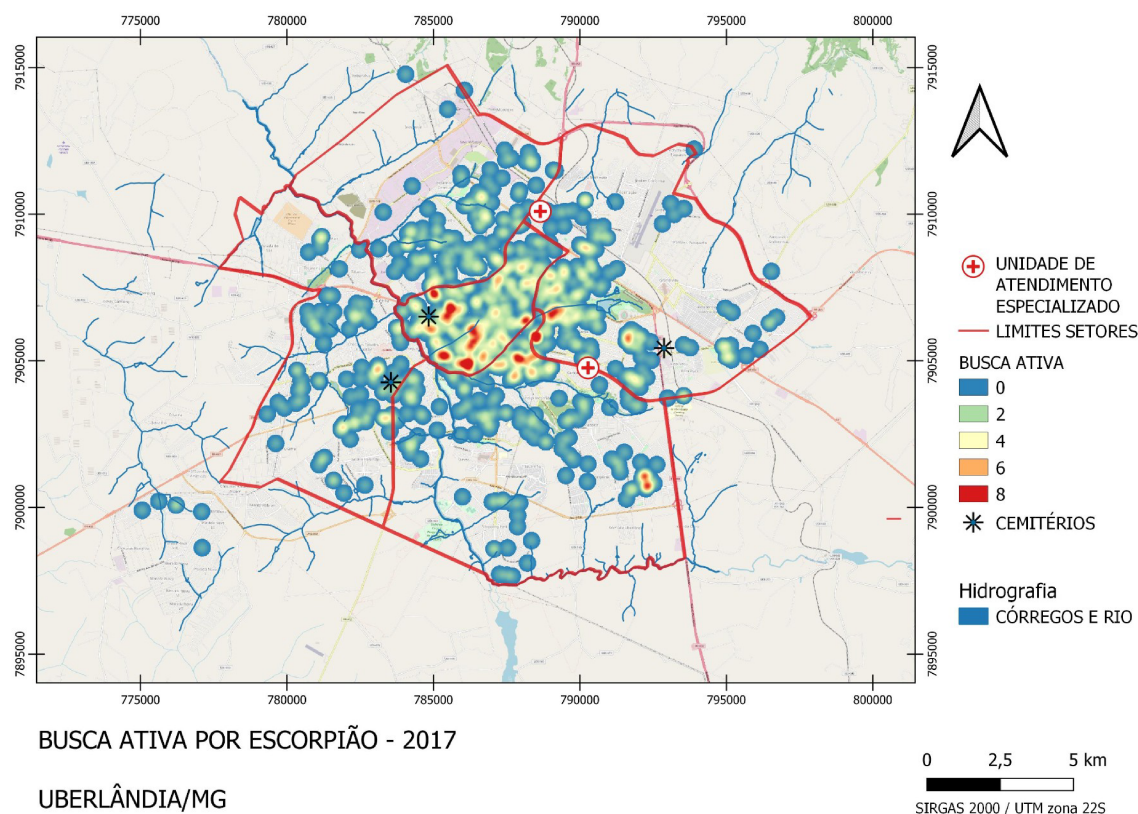 775000 780000 785000 790000 795000 800000
7915000 7915000
7910000 7910000
7905000 7905000
7900000 7900000
7895000 7895000
775000 780000 785000 790000 795000 800000
UNIDADE DE
ATENDIMENTO
ESPECIALIZADO
LIMITES SETORES
BUSCA ATIVA
0
2
4
6
8
CEMITÉRIOS
Hidrografia
CÓRREGOS E RIO
BUSCA ATIVA POR ESCORPIÃO - 2017
UBERLÂNDIA/MG
0 2,5 5 km
SIRGAS 2000 / UTM zona 22S